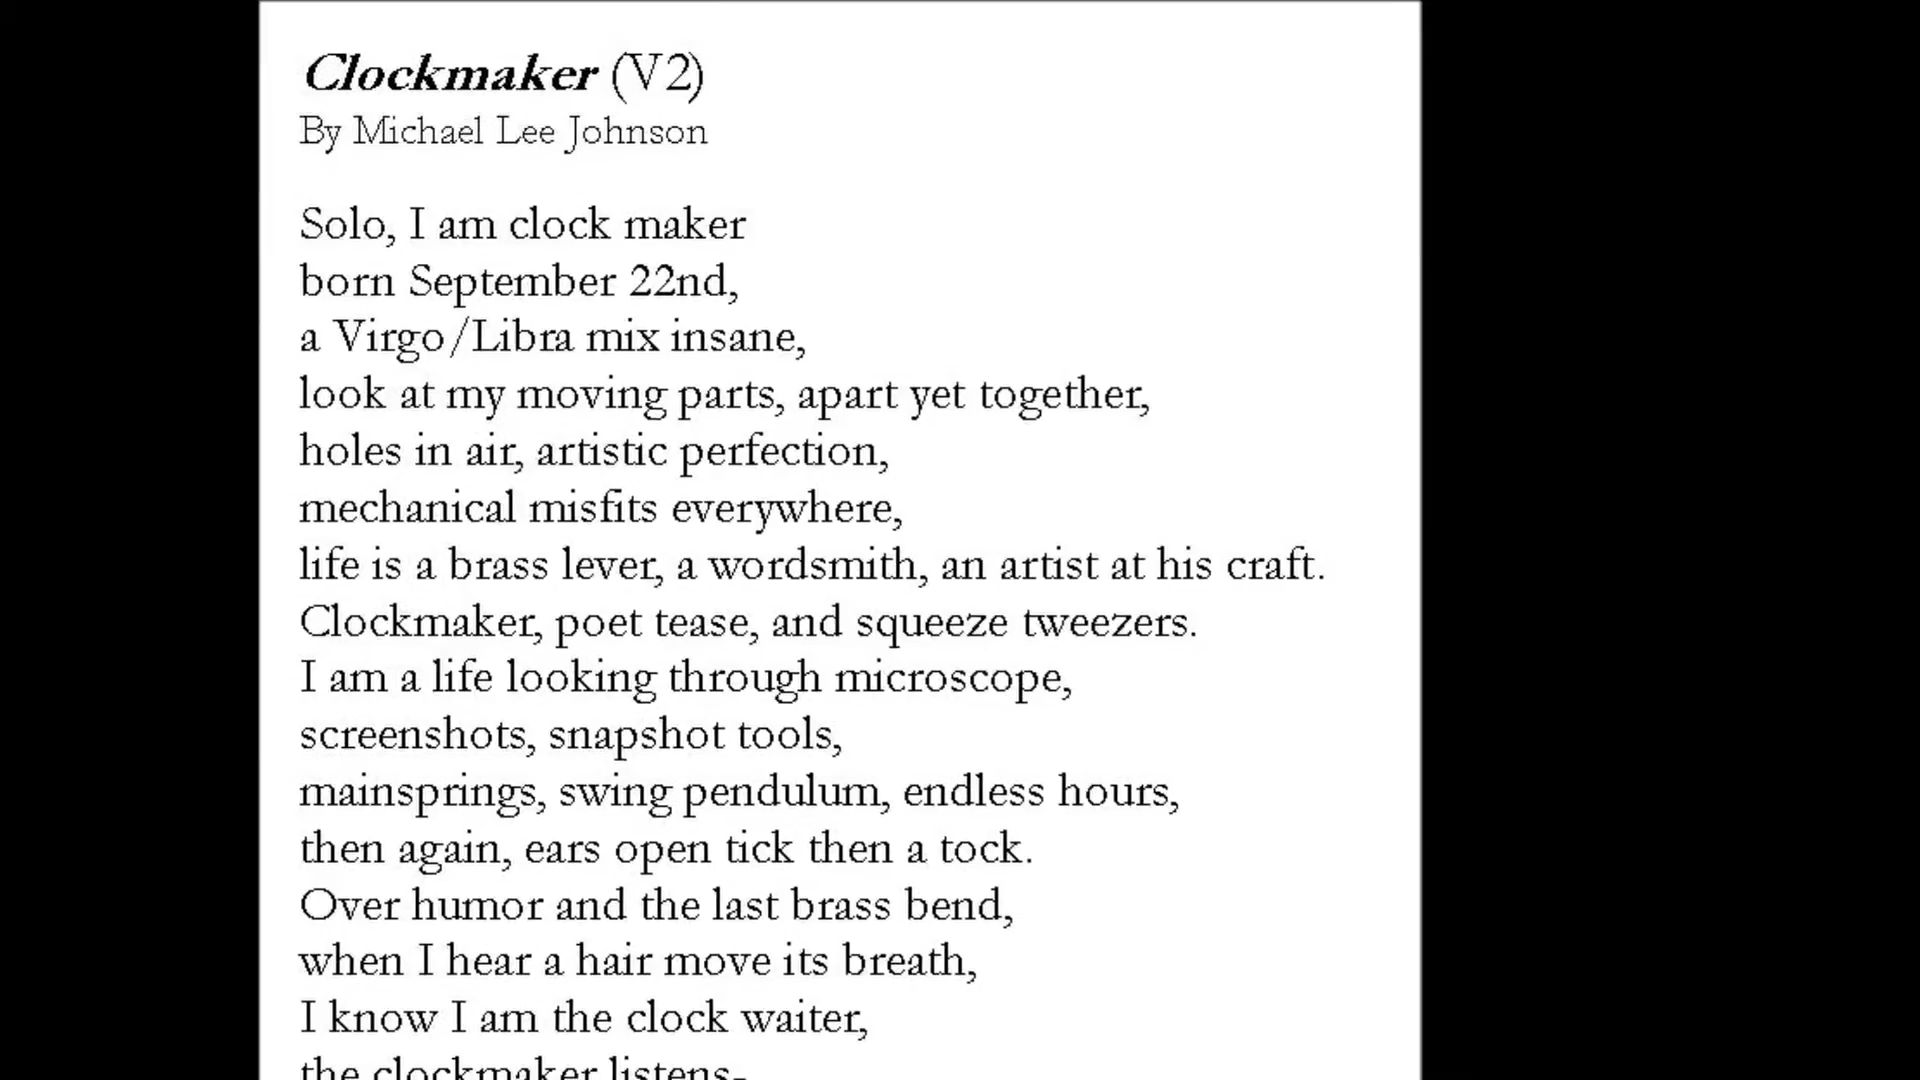 Clockmaker (V2)
By Michael Lee Johnson
Solo, I am clock maker
born September 22nd,
a Virgo/Libra mix insane,
look at my moving parts, apart yet together,
holes in air, artistic perfection,
mechanical misfits everywhere,
life is a brass lever, a wordsmith, an artist at his craft.
Clockmaker, poet tease, and squeeze tweezers.
I am a life looking through microscope,
screenshots, snapshot tools,
mainsprings, swing pendulum, endless hours,
then again, ears open tick then a tock.
Over humor and the last brass bend,
when I hear a hair move its breath,
I know I am the clock waiter,
the clockmaker listens-